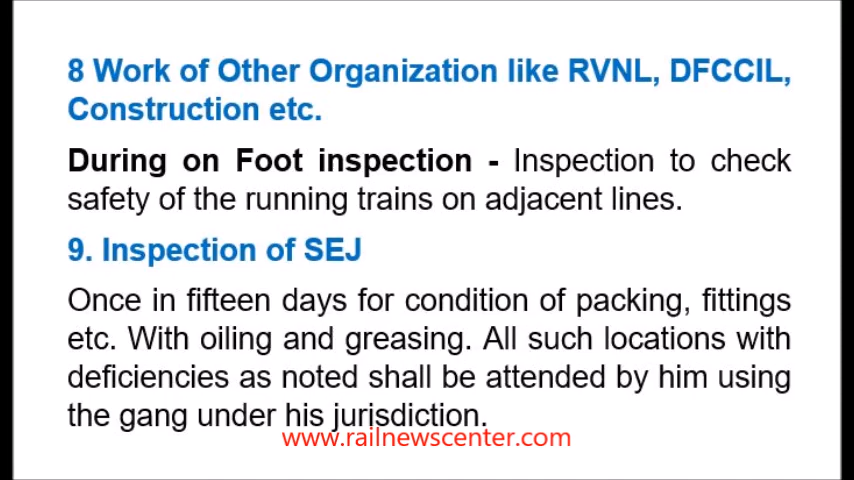 8 Work of Other Organization like RVNL, DFCCIL,
Construction etc.
During on Foot inspection - Inspection to check
safety of the running trains on adjacent lines.
9. Inspection of SEJ
Once in fifteen days for condition of packing, fittings
etc. With oiling and greasing. All such locations with
deficiencies as noted shall be attended by him using
the gang under his jurisdiction.
www.railnewscenter.com